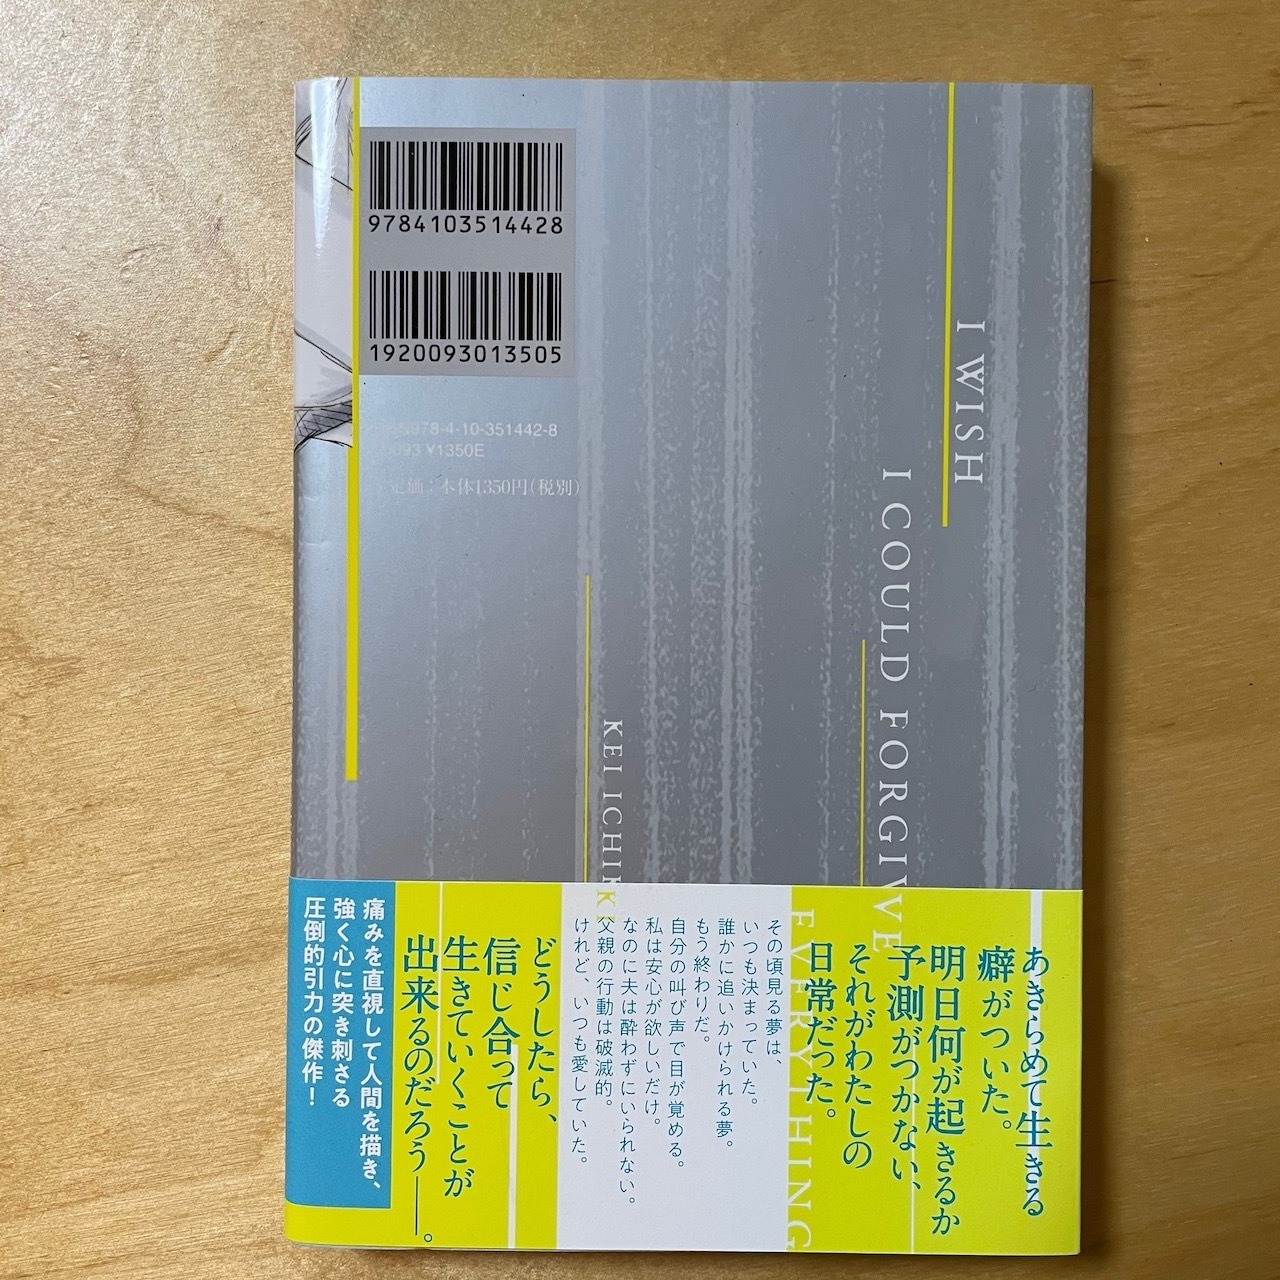 9784103514428
1920093013505
N978-4-10-351442-8
093 ¥1350E
定価：本体1350円（税別）
I WISH
I COULD FORGIVE
EVERYTHING
KEI ICHIK
あきらめて生きる
癖がついた。
明日何が起きるか
予測がつかない、
それがわたしの
日常だった。
その頃見る夢は、
いつも決まっていた。
誰かに追いかけられる夢。
もう終わりだ。
自分の叫び声で目が覚める。
私は安心が欲しいだけ。
なのに夫は酔わずにいられない。
父親の行動は破滅的。
けれど、いつも愛していた。
どうしたら、
信じ合って
生きていくことが
出来るのだろう──。
痛みを直視して人間を描き、
強く心に突き刺さる
圧倒的引力の傑作！